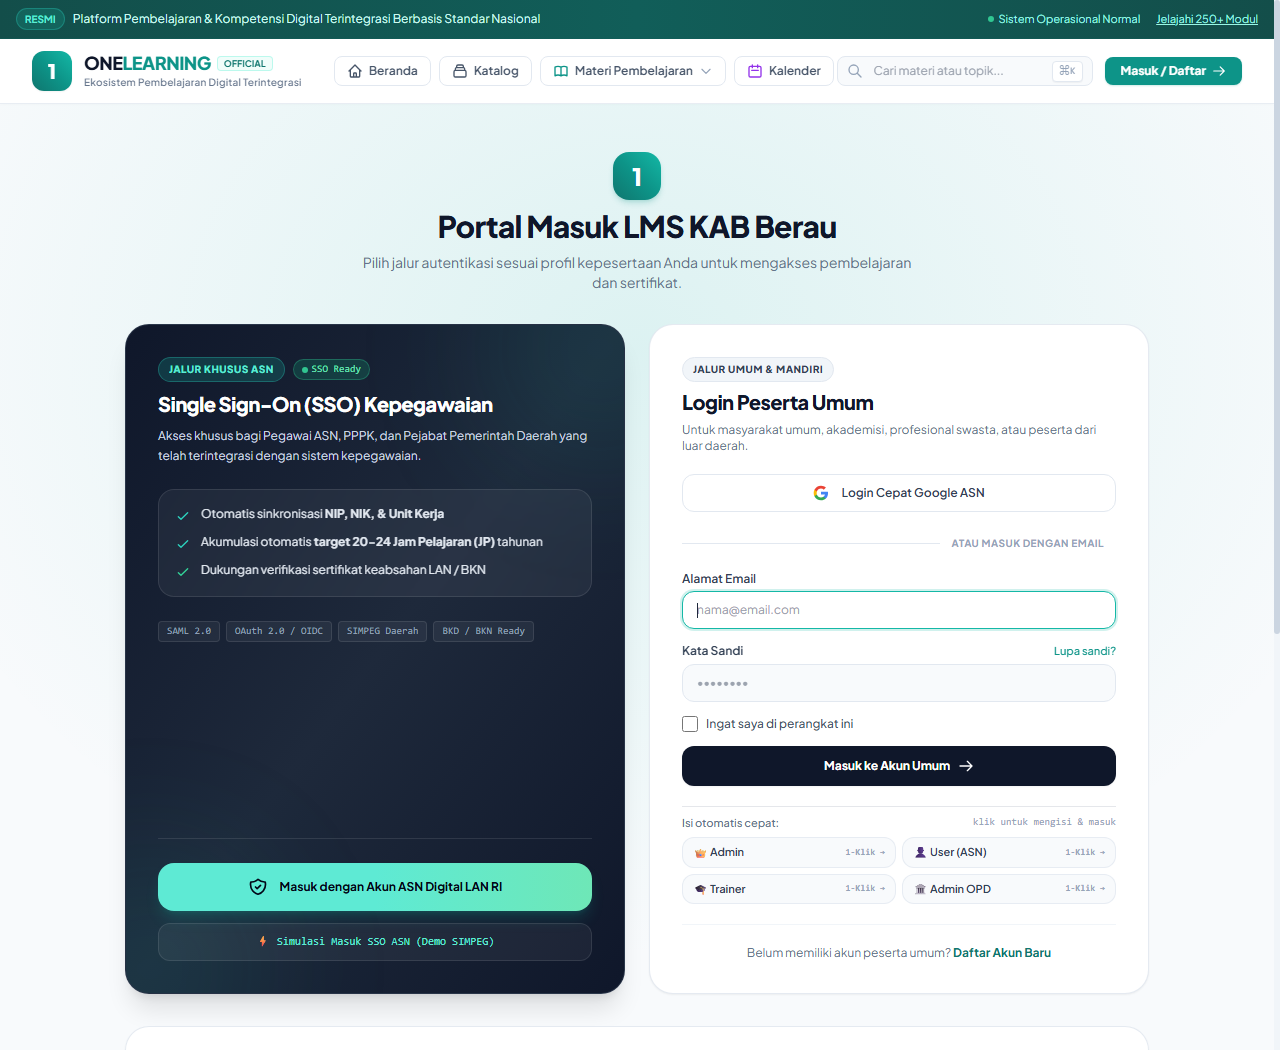 RESMI Platform Pembelajaran & Kompetensi Digital Terintegrasi Berbasis Standar Nasional
Sistem Operasional Normal Jelajahi 250+ Modul
1
ONELEARNING OFFICIAL
Ekosistem Pembelajaran Digital Terintegrasi
Beranda
Katalog
Materi Pembelajaran
Kalender
Cari materi atau topik...
⌘K
Masuk / Daftar →
1
Portal Masuk LMS KAB Berau
Pilih jalur autentikasi sesuai profil kepesertaan Anda untuk mengakses pembelajaran
dan sertifikat.
JALUR KHUSUS ASN
SSO Ready
Single Sign-On (SSO) Kepegawaian
Akses khusus bagi Pegawai ASN, PPPK, dan Pejabat Pemerintah Daerah yang
telah terintegrasi dengan sistem kepegawaian.
Otomatis sinkronisasi NIP, NIK, & Unit Kerja
Akumulasi otomatis target 20–24 Jam Pelajaran (JP) tahunan
Dukungan verifikasi sertifikat keabsahan LAN / BKN
SAML 2.0
OAuth 2.0 / OIDC
SIMPEG Daerah
BKD / BKN Ready
Masuk dengan Akun ASN Digital LAN RI
Simulasi Masuk SSO ASN (Demo SIMPEG)
JALUR UMUM & MANDIRI
Login Peserta Umum
Untuk masyarakat umum, akademisi, profesional swasta, atau peserta dari
luar daerah.
Login Cepat Google ASN
ATAU MASUK DENGAN EMAIL
Alamat Email
nama@email.com
Kata Sandi Lupa sandi?
••••••••
Ingat saya di perangkat ini
Masuk ke Akun Umum →
Isi otomatis cepat: klik untuk mengisi & masuk
Admin 1-Klik →
User (ASN) 1-Klik →
Trainer 1-Klik →
Admin OPD 1-Klik →
Belum memiliki akun peserta umum? Daftar Akun Baru